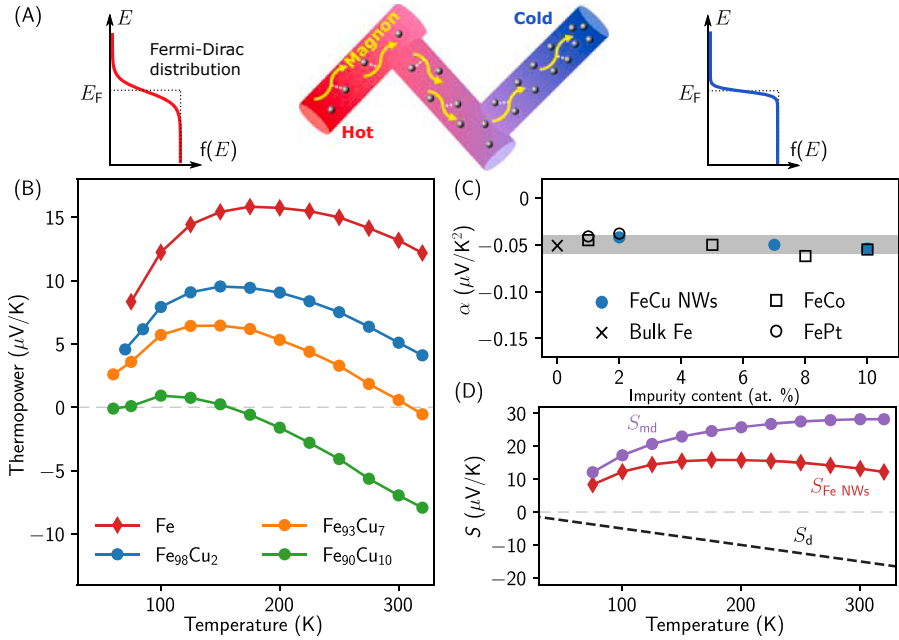 (A)
E
Fermi-Dirac
distribution
E_F
f(E)
Magnon
Hot
Cold
E
E_F
f(E)
(B)
15
10
5
0
−5
−10
Thermopower (μV/K)
Fe
Fe₉₈Cu₂
Fe₉₃Cu₇
Fe₉₀Cu₁₀
100
200
300
Temperature (K)
(C)
0
−0.05
−0.10
−0.15
α (μV/K²)
FeCu NWs
Bulk Fe
FeCo
FePt
0
2
4
6
8
10
Impurity content (at. %)
(D)
30
20
10
0
−10
−20
S (μV/K)
S_md
S_Fe NWs
S_d
100
200
300
Temperature (K)